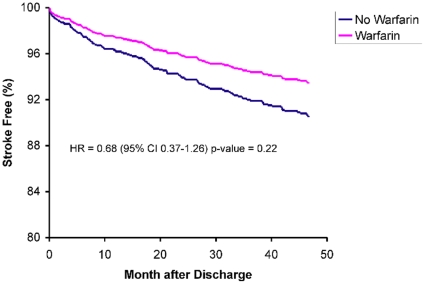 No Warfarin
Warfarin
100
96
92
88
84
80
Stroke Free (%)
HR = 0.68 (95% CI 0.37-1.26) p-value = 0.22
0 10 20 30 40 50
Month after Discharge